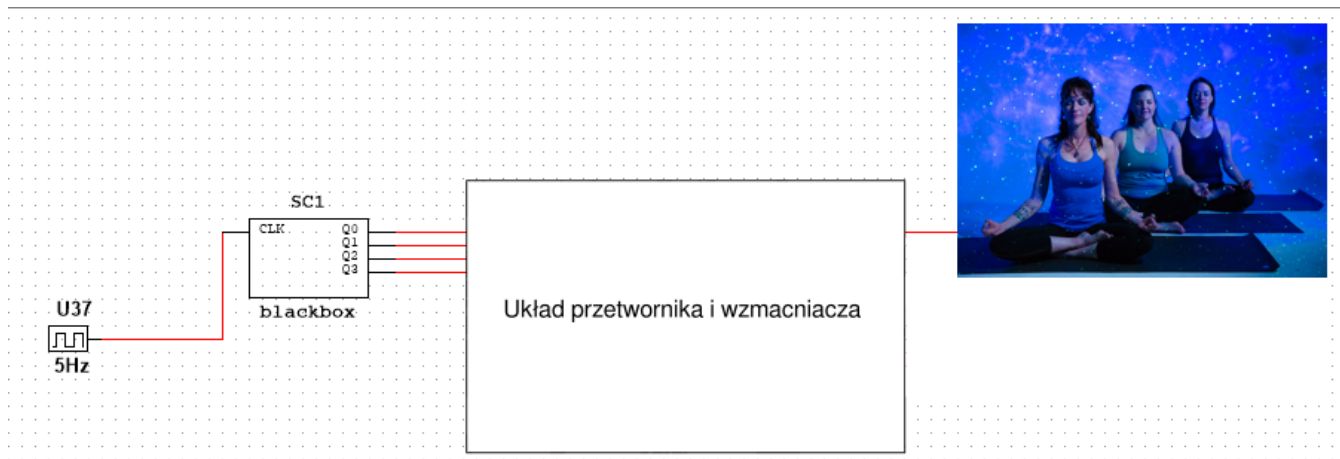 SC1
CLK
Q0
Q1
Q2
Q3
blackbox
U37
5Hz
Układ przetwornika i wzmacniacza